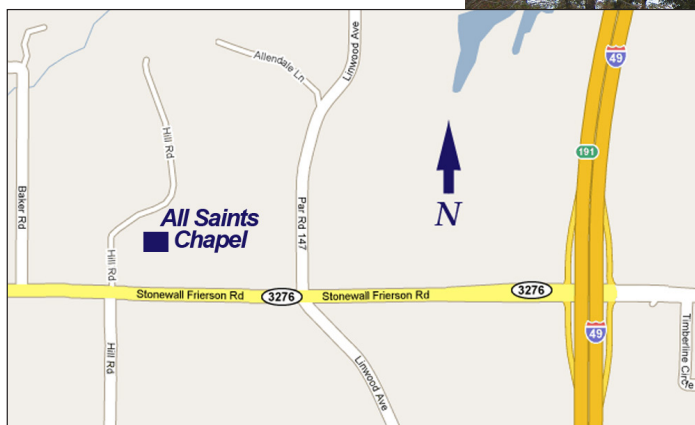 Baker Rd
Hill Rd
Allendale Ln
Linwood Ave
49
191
N
All Saints
Chapel
Par Rd 147
Hill Rd
Stonewall Frierson Rd
3276
Stonewall Frierson Rd
3276
Hill Rd
Linwood Ave
49
Timberline Circle